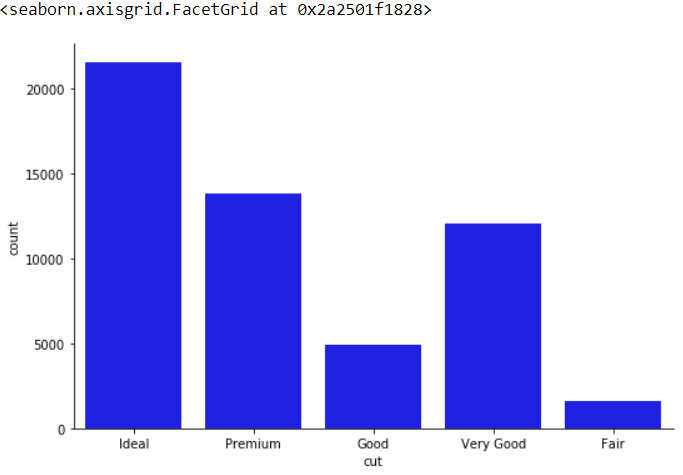 <seaborn.axisgrid.FacetGrid at 0x2a2501f1828>
20000
15000
10000
5000
0
count
Ideal Premium Good Very Good Fair
cut